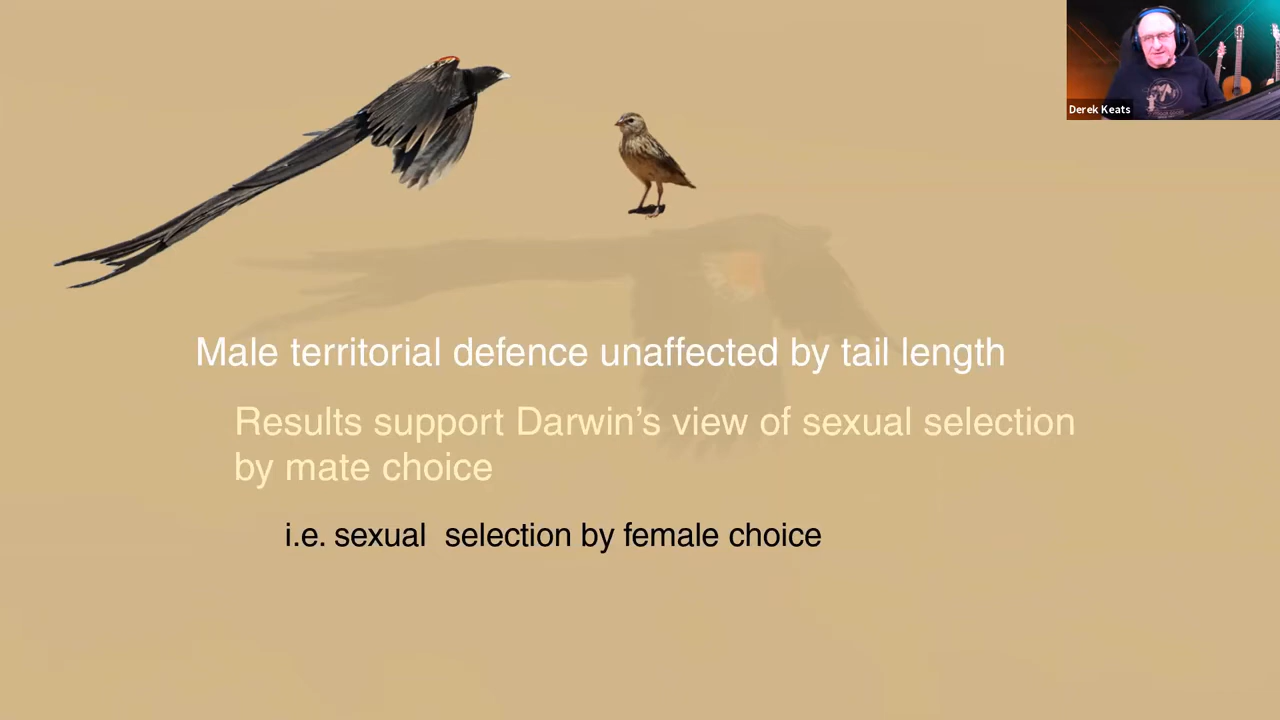 Derek Keats
Male territorial defence unaffected by tail length
Results support Darwin’s view of sexual selection
by mate choice
i.e. sexual  selection by female choice